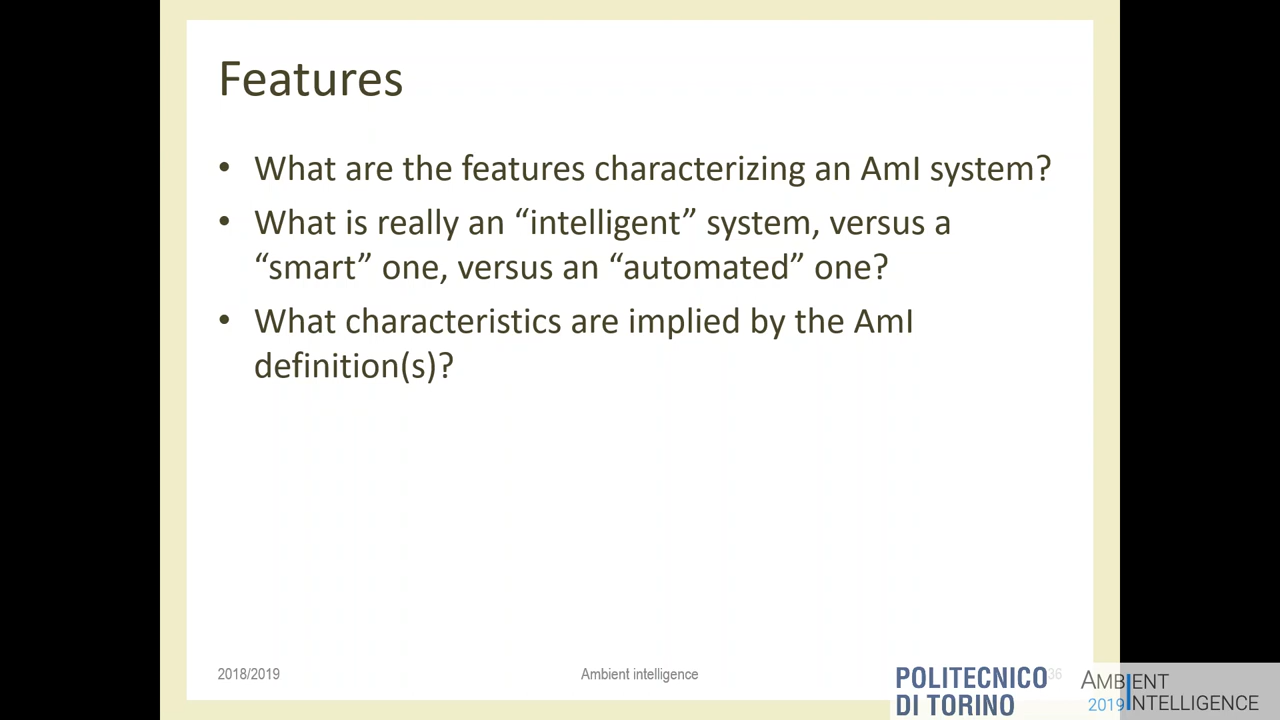 Features
• What are the features characterizing an AmI system?
• What is really an “intelligent” system, versus a
“smart” one, versus an “automated” one?
• What characteristics are implied by the AmI
definition(s)?
2018/2019
Ambient intelligence
36
POLITECNICO
DI TORINO
AMBIENT
2019 INTELLIGENCE